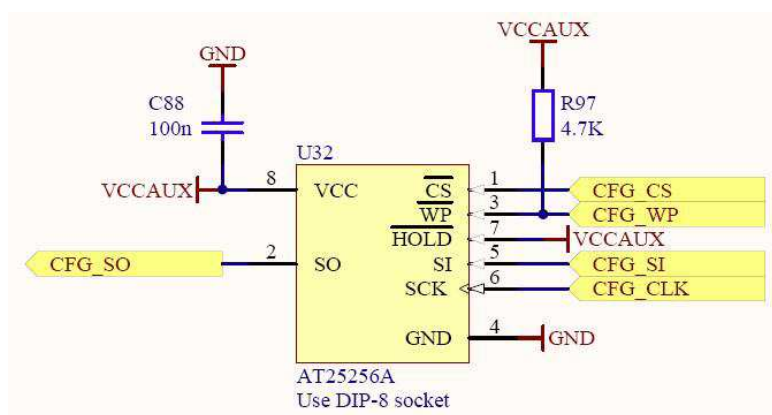 VCCAUX
GND
C88
100n
R97
4.7K
U32
VCCAUX 8 VCC CS 1 CFG_CS
WP 3 CFG_WP
HOLD 7 VCCAUX
CFG_SO 2 SO SI 5 CFG_SI
SCK 6 CFG_CLK
GND 4 GND
AT25256A
Use DIP-8 socket